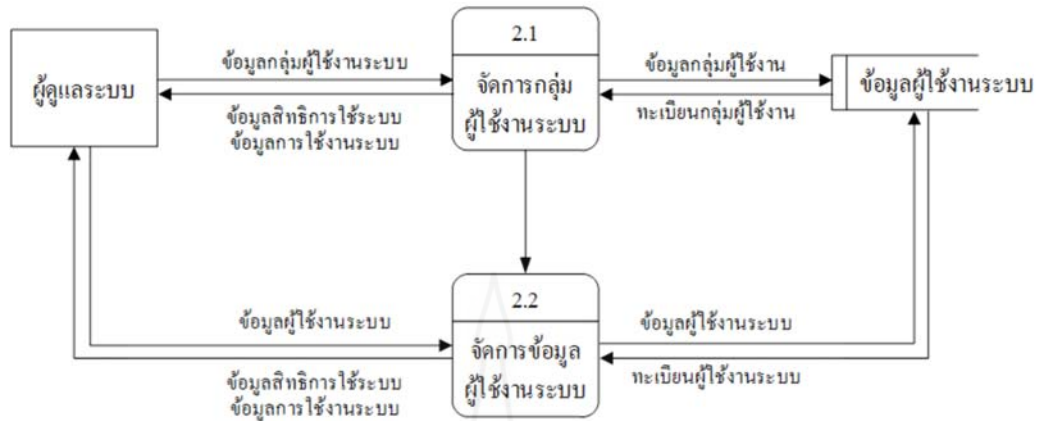 2.1
ข้อมูลกลุ่มผู้ใช้งานระบบ
ข้อมูลกลุ่มผู้ใช้งาน
ผู้ดูแลระบบ
จัดการกลุ่ม
ผู้ใช้งานระบบ
ข้อมูลผู้ใช้งานระบบ
ข้อมูลสิทธิการใช้ระบบ
ข้อมูลการใช้งานระบบ
ทะเบียนกลุ่มผู้ใช้งาน
2.2
ข้อมูลผู้ใช้งานระบบ
ข้อมูลผู้ใช้งานระบบ
จัดการข้อมูล
ผู้ใช้งานระบบ
ข้อมูลสิทธิการใช้ระบบ
ข้อมูลการใช้งานระบบ
ทะเบียนผู้ใช้งานระบบ